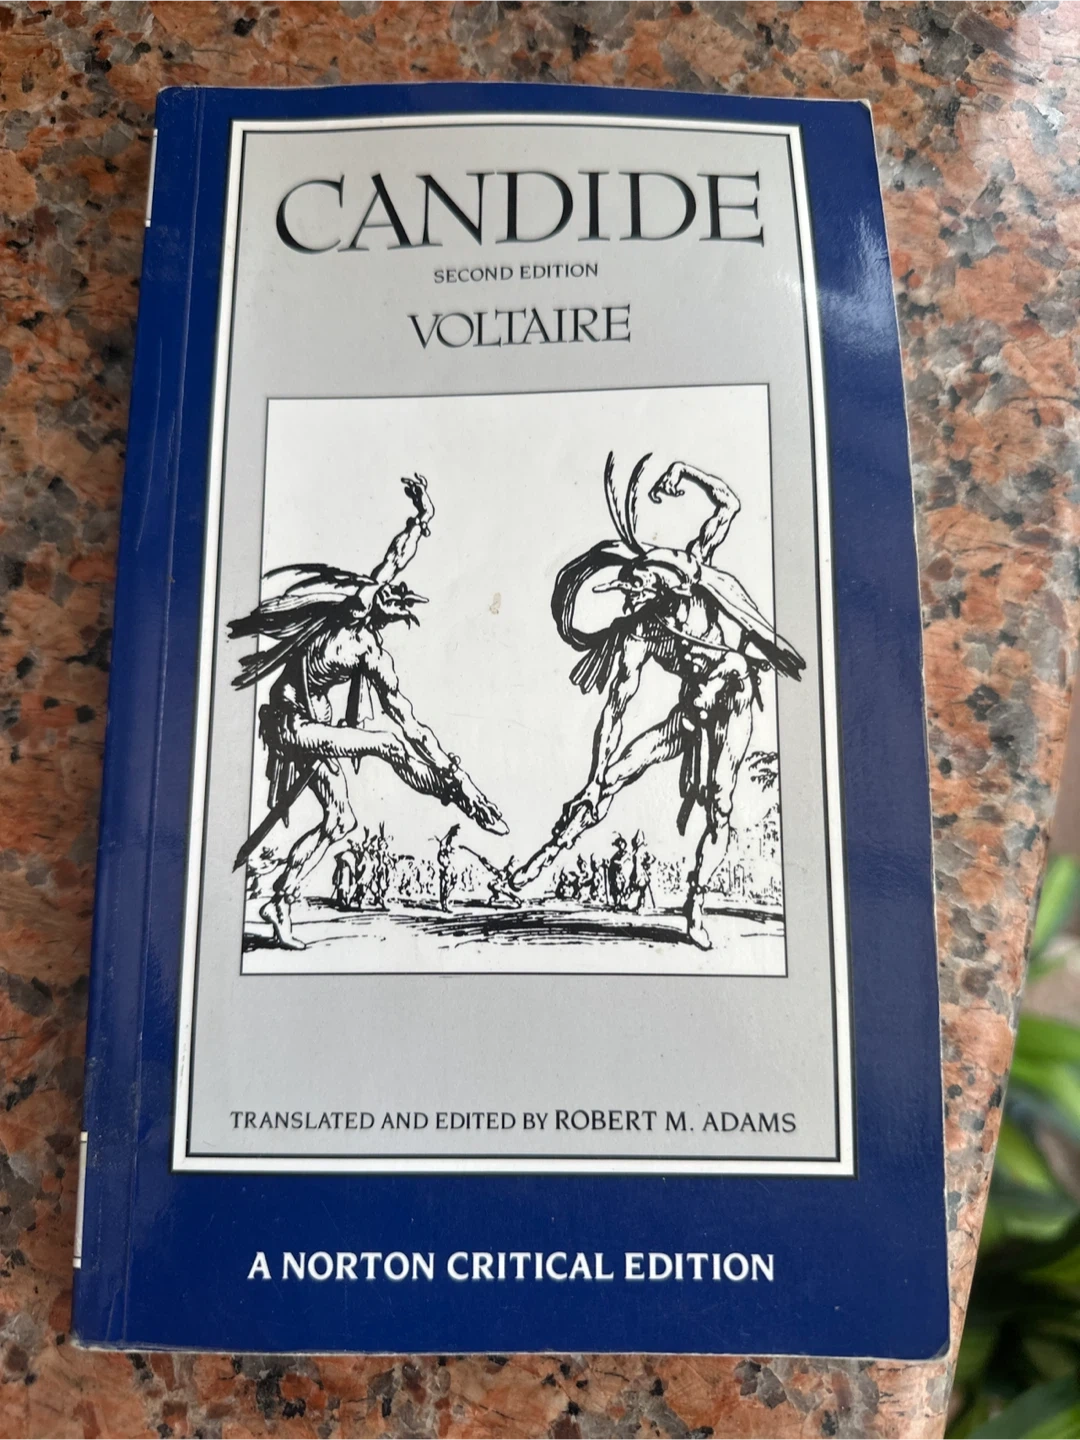 CANDIDE
SECOND EDITION
VOLTAIRE
TRANSLATED AND EDITED BY ROBERT M. ADAMS
A NORTON CRITICAL EDITION